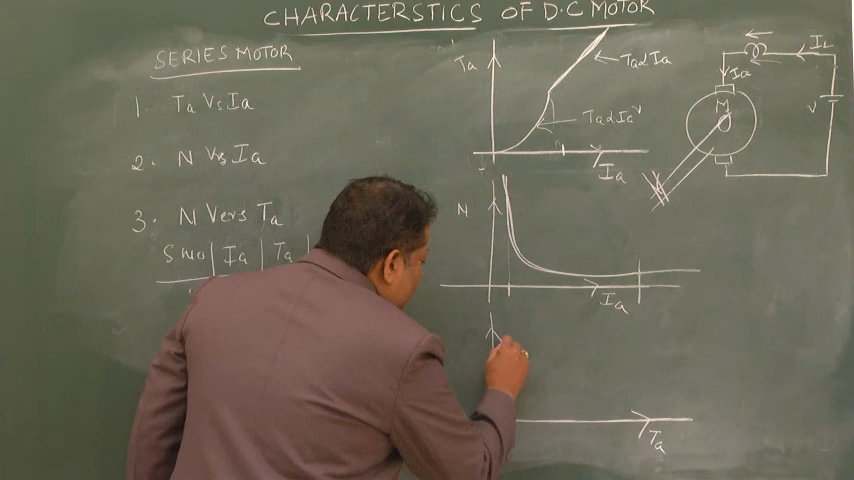 CHARACTERSTICS OF D.C MOTOR
SERIES MOTOR
1. Ta Vs Ia
2. N Vs Ia
3. N Vers Ta
S no | Ia | Ta |
Ta
Ta α Ia
Ta α Ia
Ia
N
Ia
Ta
IL
Ia
M
V